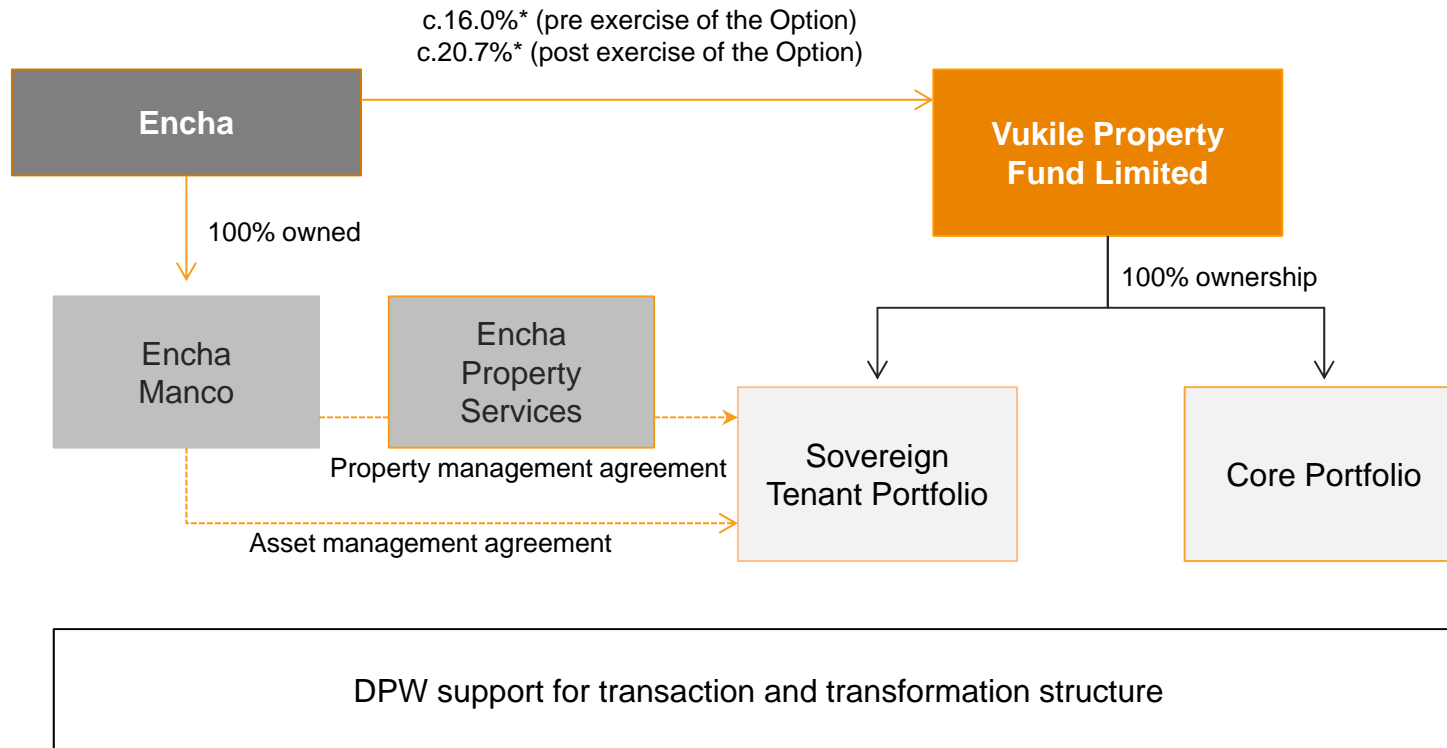 c.16.0%* (pre exercise of the Option)
c.20.7%* (post exercise of the Option)
Encha
Vukile Property
Fund Limited
100% owned
100% ownership
Encha
Manco
Encha
Property
Services
Property management agreement
Asset management agreement
Sovereign
Tenant Portfolio
Core Portfolio
DPW support for transaction and transformation structure